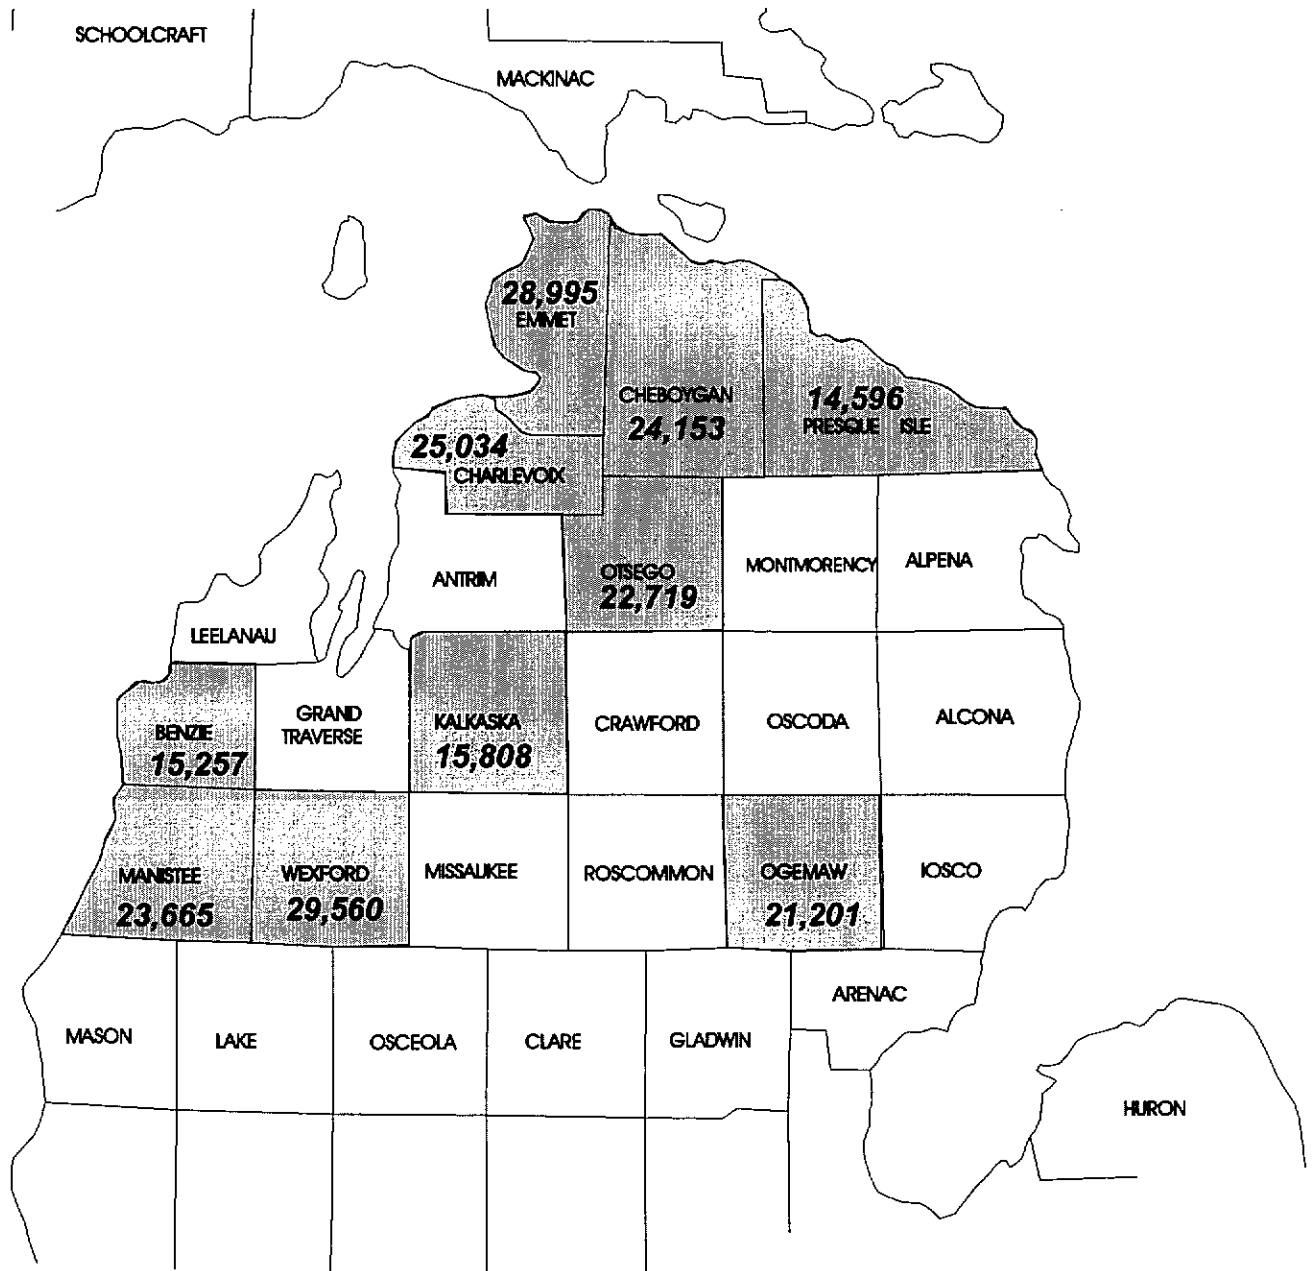 SCHOOLCRAFT
MACKINAC
28,995
EMMET
CHEBOYGAN
24,153
14,596
PRESQUE ISLE
25,034
CHARLEVOIX
ANTRIM
OTSEGO
22,719
MONTMORENCY
ALPENA
LEELANAU
BENZIE
15,257
GRAND
TRAVERSE
KALKASKA
15,808
CRAWFORD
OSCODA
ALCONA
MANISTEE
23,665
WEXFORD
29,560
MISSAUKEE
ROSCOMMON
OGEMAW
21,201
IOSCO
ARENAC
MASON
LAKE
OSCEOLA
CLARE
GLADWIN
HURON